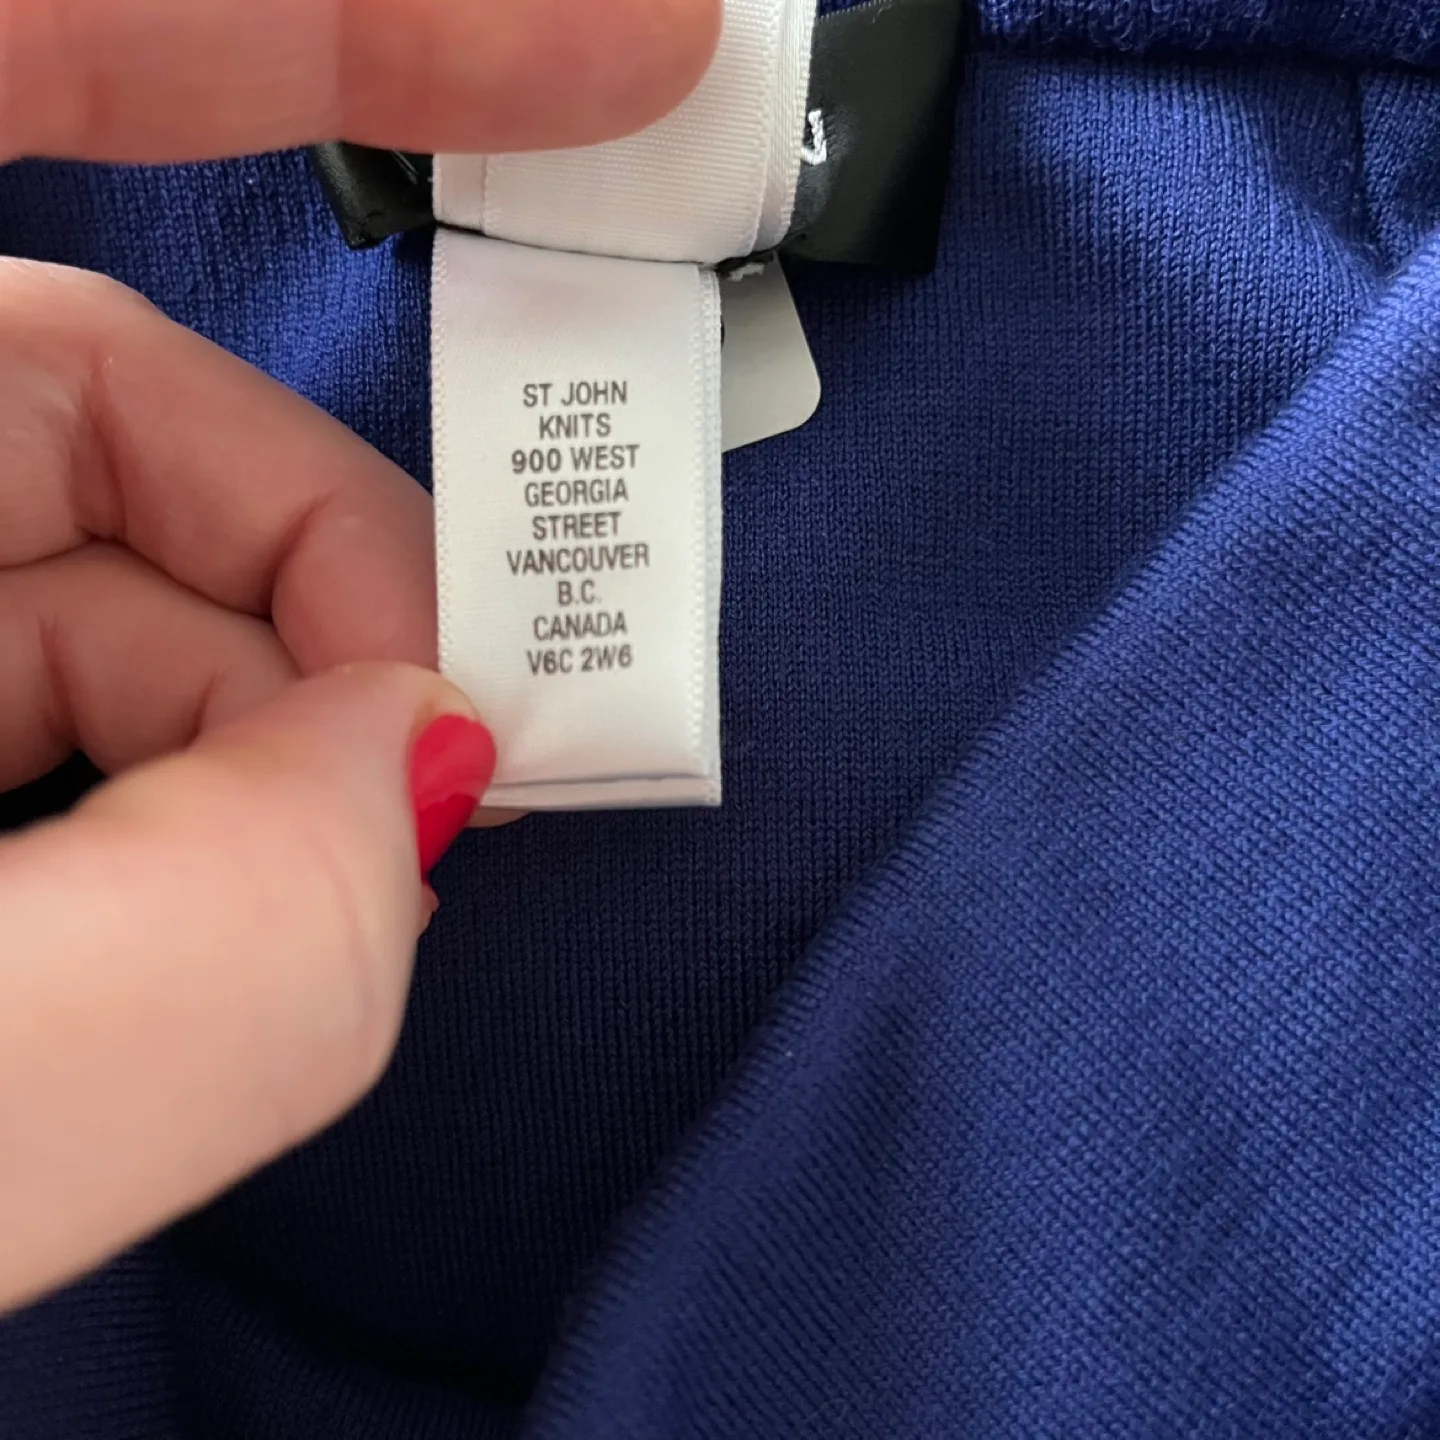 ST JOHN
KNITS
900 WEST
GEORGIA
STREET
VANCOUVER
B.C.
CANADA
V6C 2W6